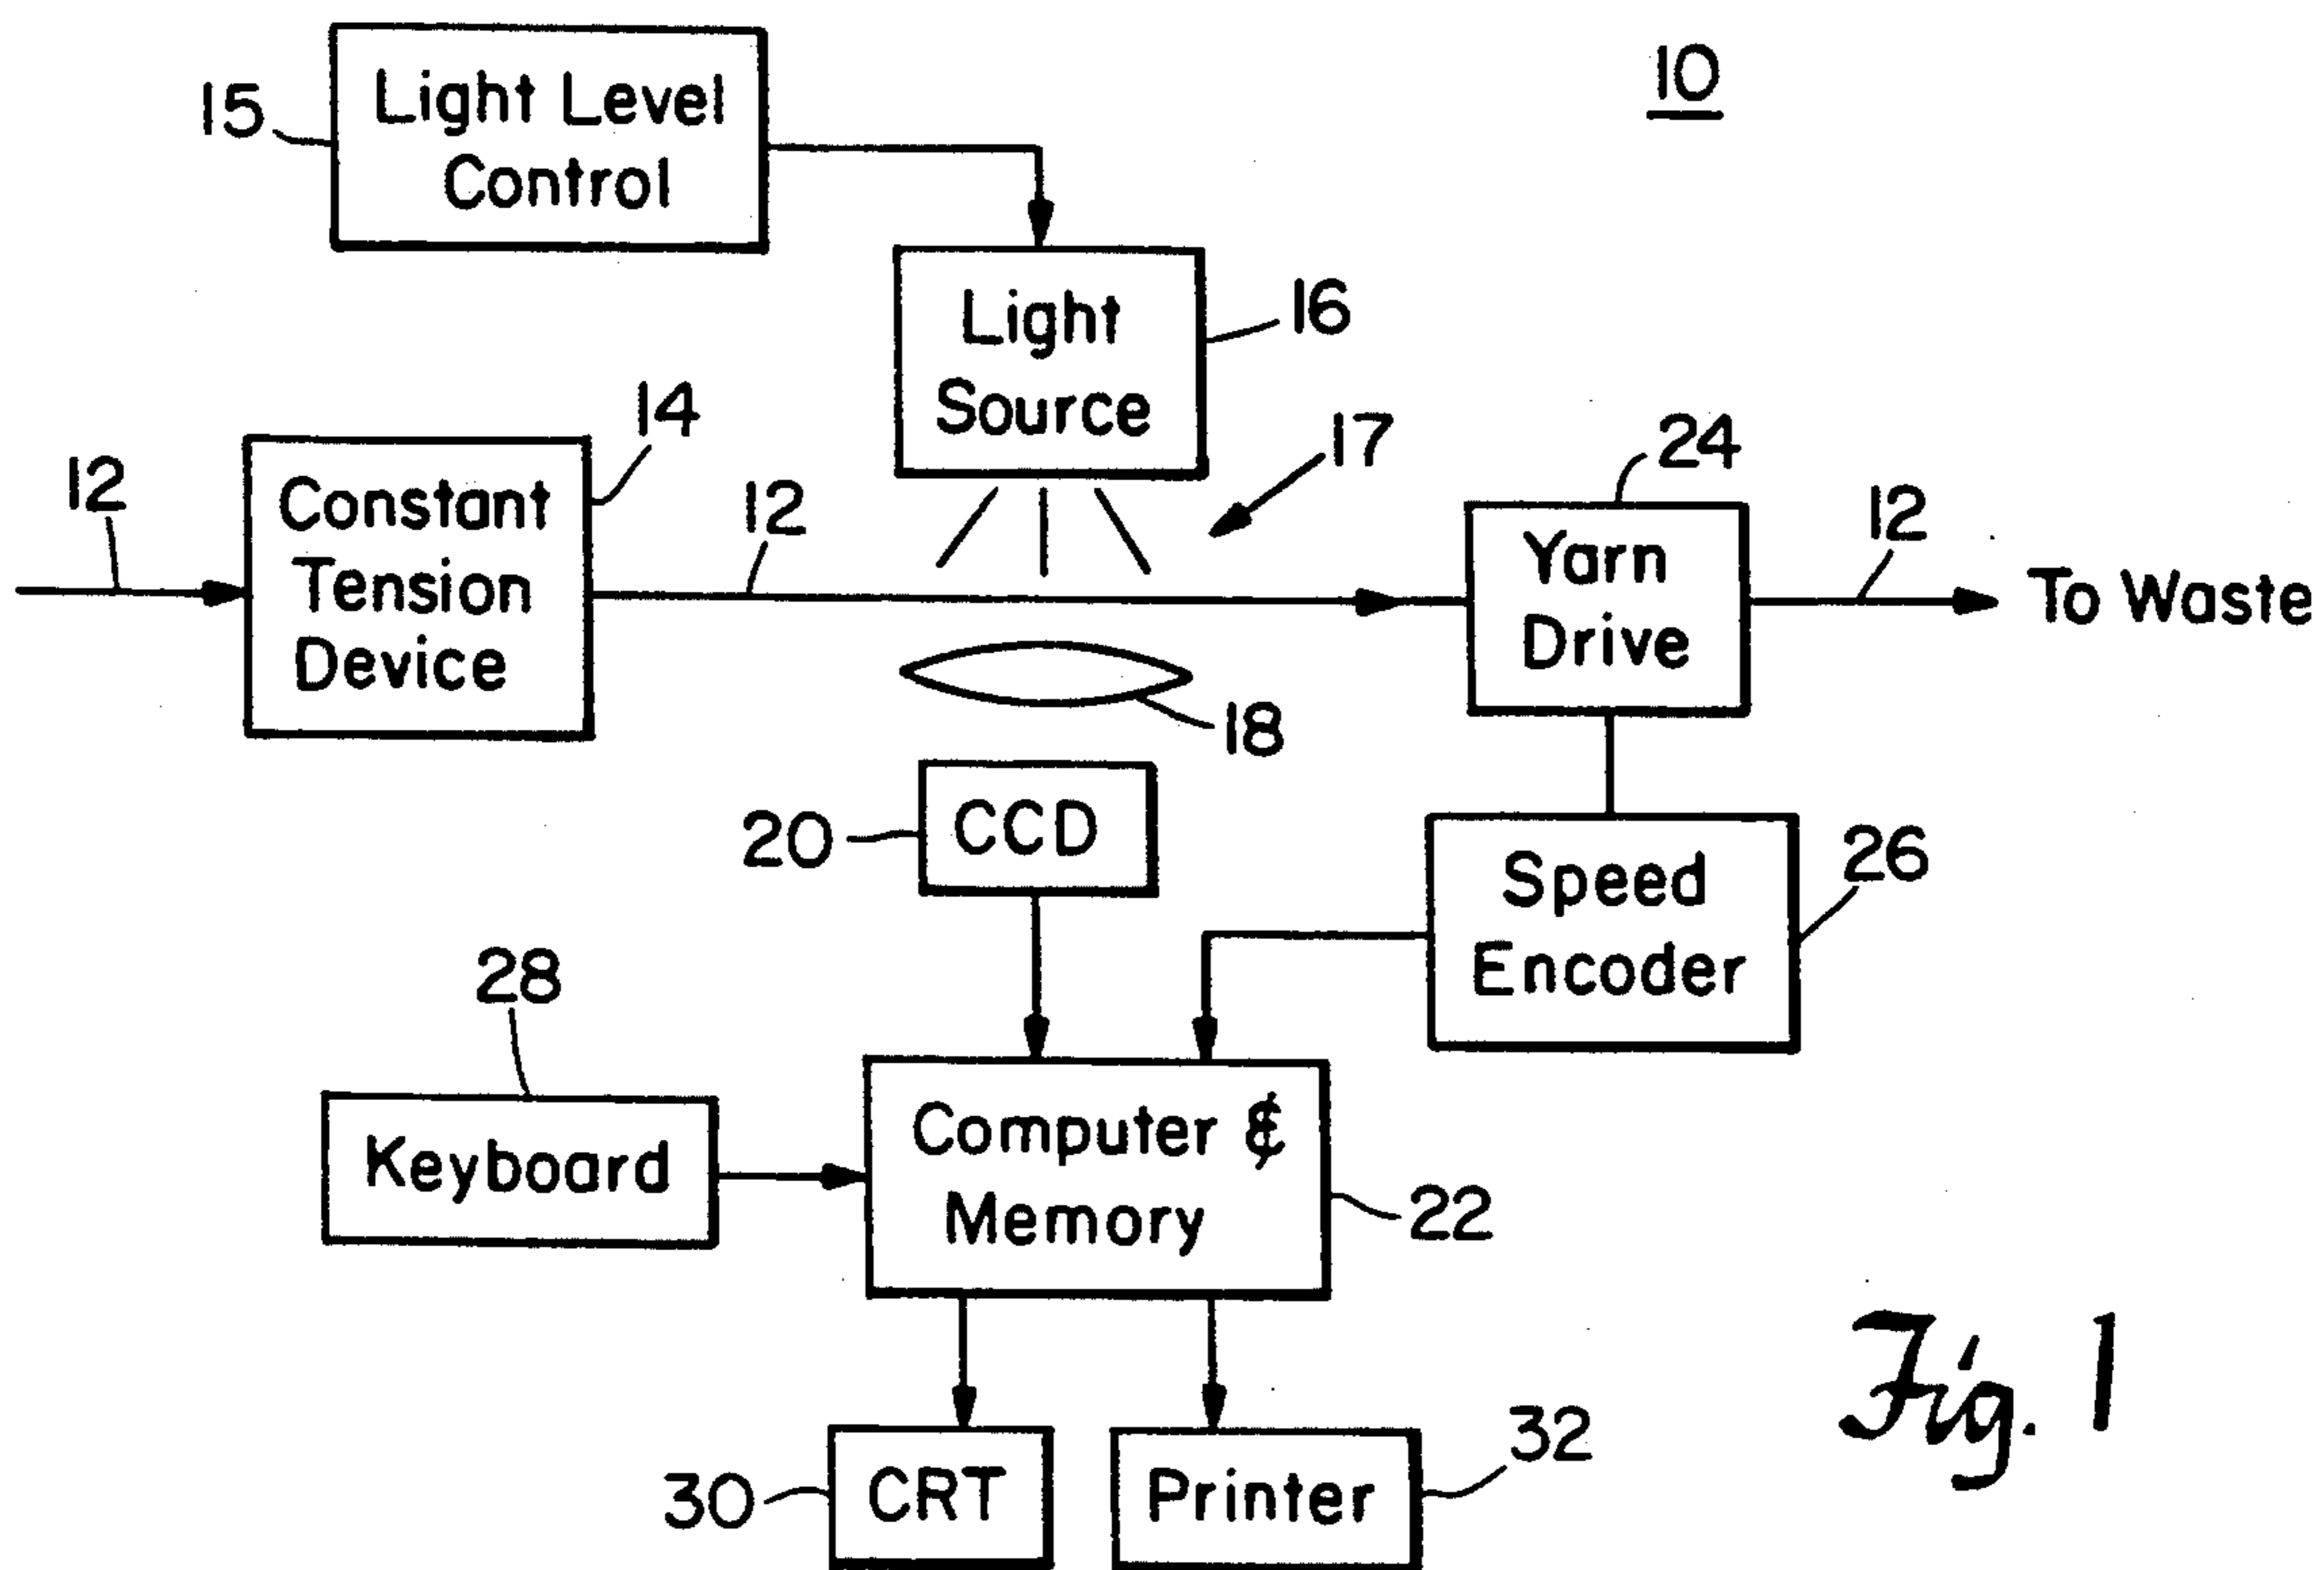 10
15
Light Level
Control
Light
Source
16
17
14
12
Constant
Tension
Device
12
24
Yarn
Drive
12
To Waste
18
20
CCD
26
Speed
Encoder
28
Keyboard
Computer &
Memory
22
30
CRT
Printer
32
Fig. 1